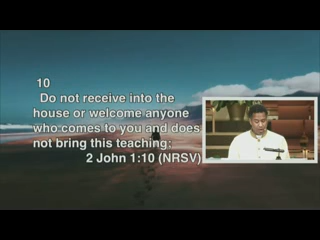 10
Do not receive into the
house or welcome anyone
who comes to you and does
not bring this teaching;
2 John 1:10 (NRSV)